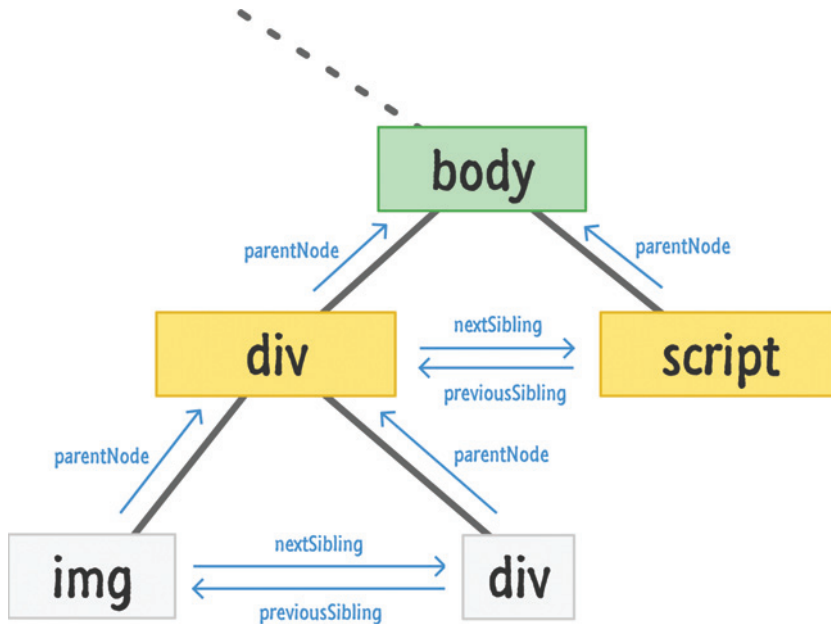 body
parentNode
parentNode
div
nextSibling
previousSibling
script
parentNode
parentNode
img
nextSibling
previousSibling
div